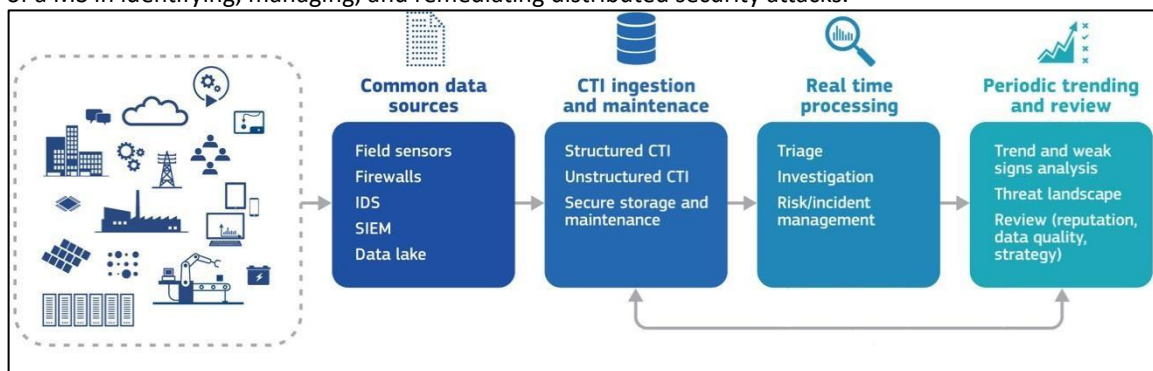 of a MS in identifying, managing, and remediating distributed security attacks.
Common data
sources
Field sensors
Firewalls
IDS
SIEM
Data lake
CTI ingestion
and maintenace
Structured CTI
Unstructured CTI
Secure storage and
maintenance
Real time
processing
Triage
Investigation
Risk/incident
management
Periodic trending
and review
Trend and weak
signs analysis
Threat landscape
Review (reputation,
data quality,
strategy)